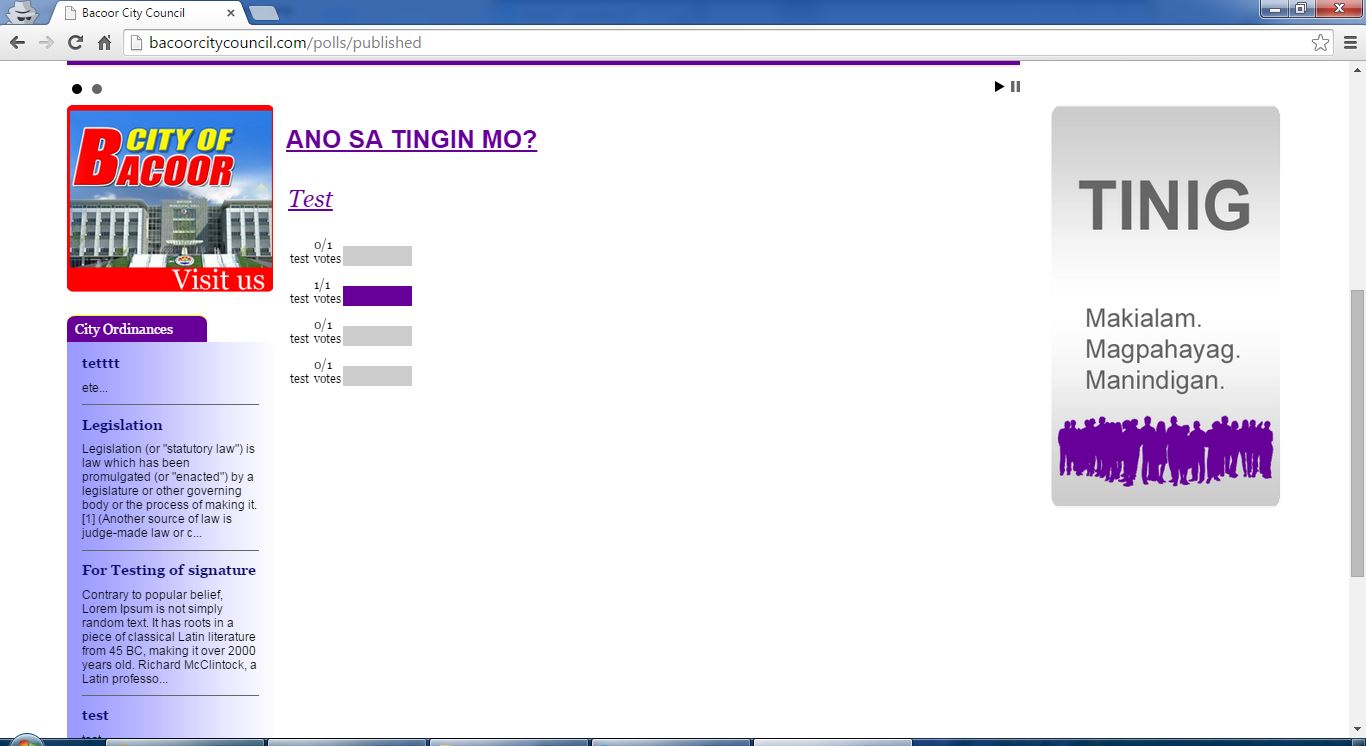 Bacoor City Council
bacoorcitycouncil.com/polls/published
CITY OF
BACOOR
Visit us
City Ordinances
tetttt
ete...
Legislation
Legislation (or "statutory law") is
law which has been
promulgated (or "enacted") by a
legislature or other governing
body or the process of making it.
[1] (Another source of law is
judge-made law or c...
For Testing of signature
Contrary to popular belief,
Lorem Ipsum is not simply
random text. It has roots in a
piece of classical Latin literature
from 45 BC, making it over 2000
years old. Richard McClintock, a
Latin professo...
test
ANO SA TINGIN MO?
Test
0/1
test votes
1/1
test votes
0/1
test votes
0/1
test votes
TINIG
Makialam.
Magpahayag.
Manindigan.